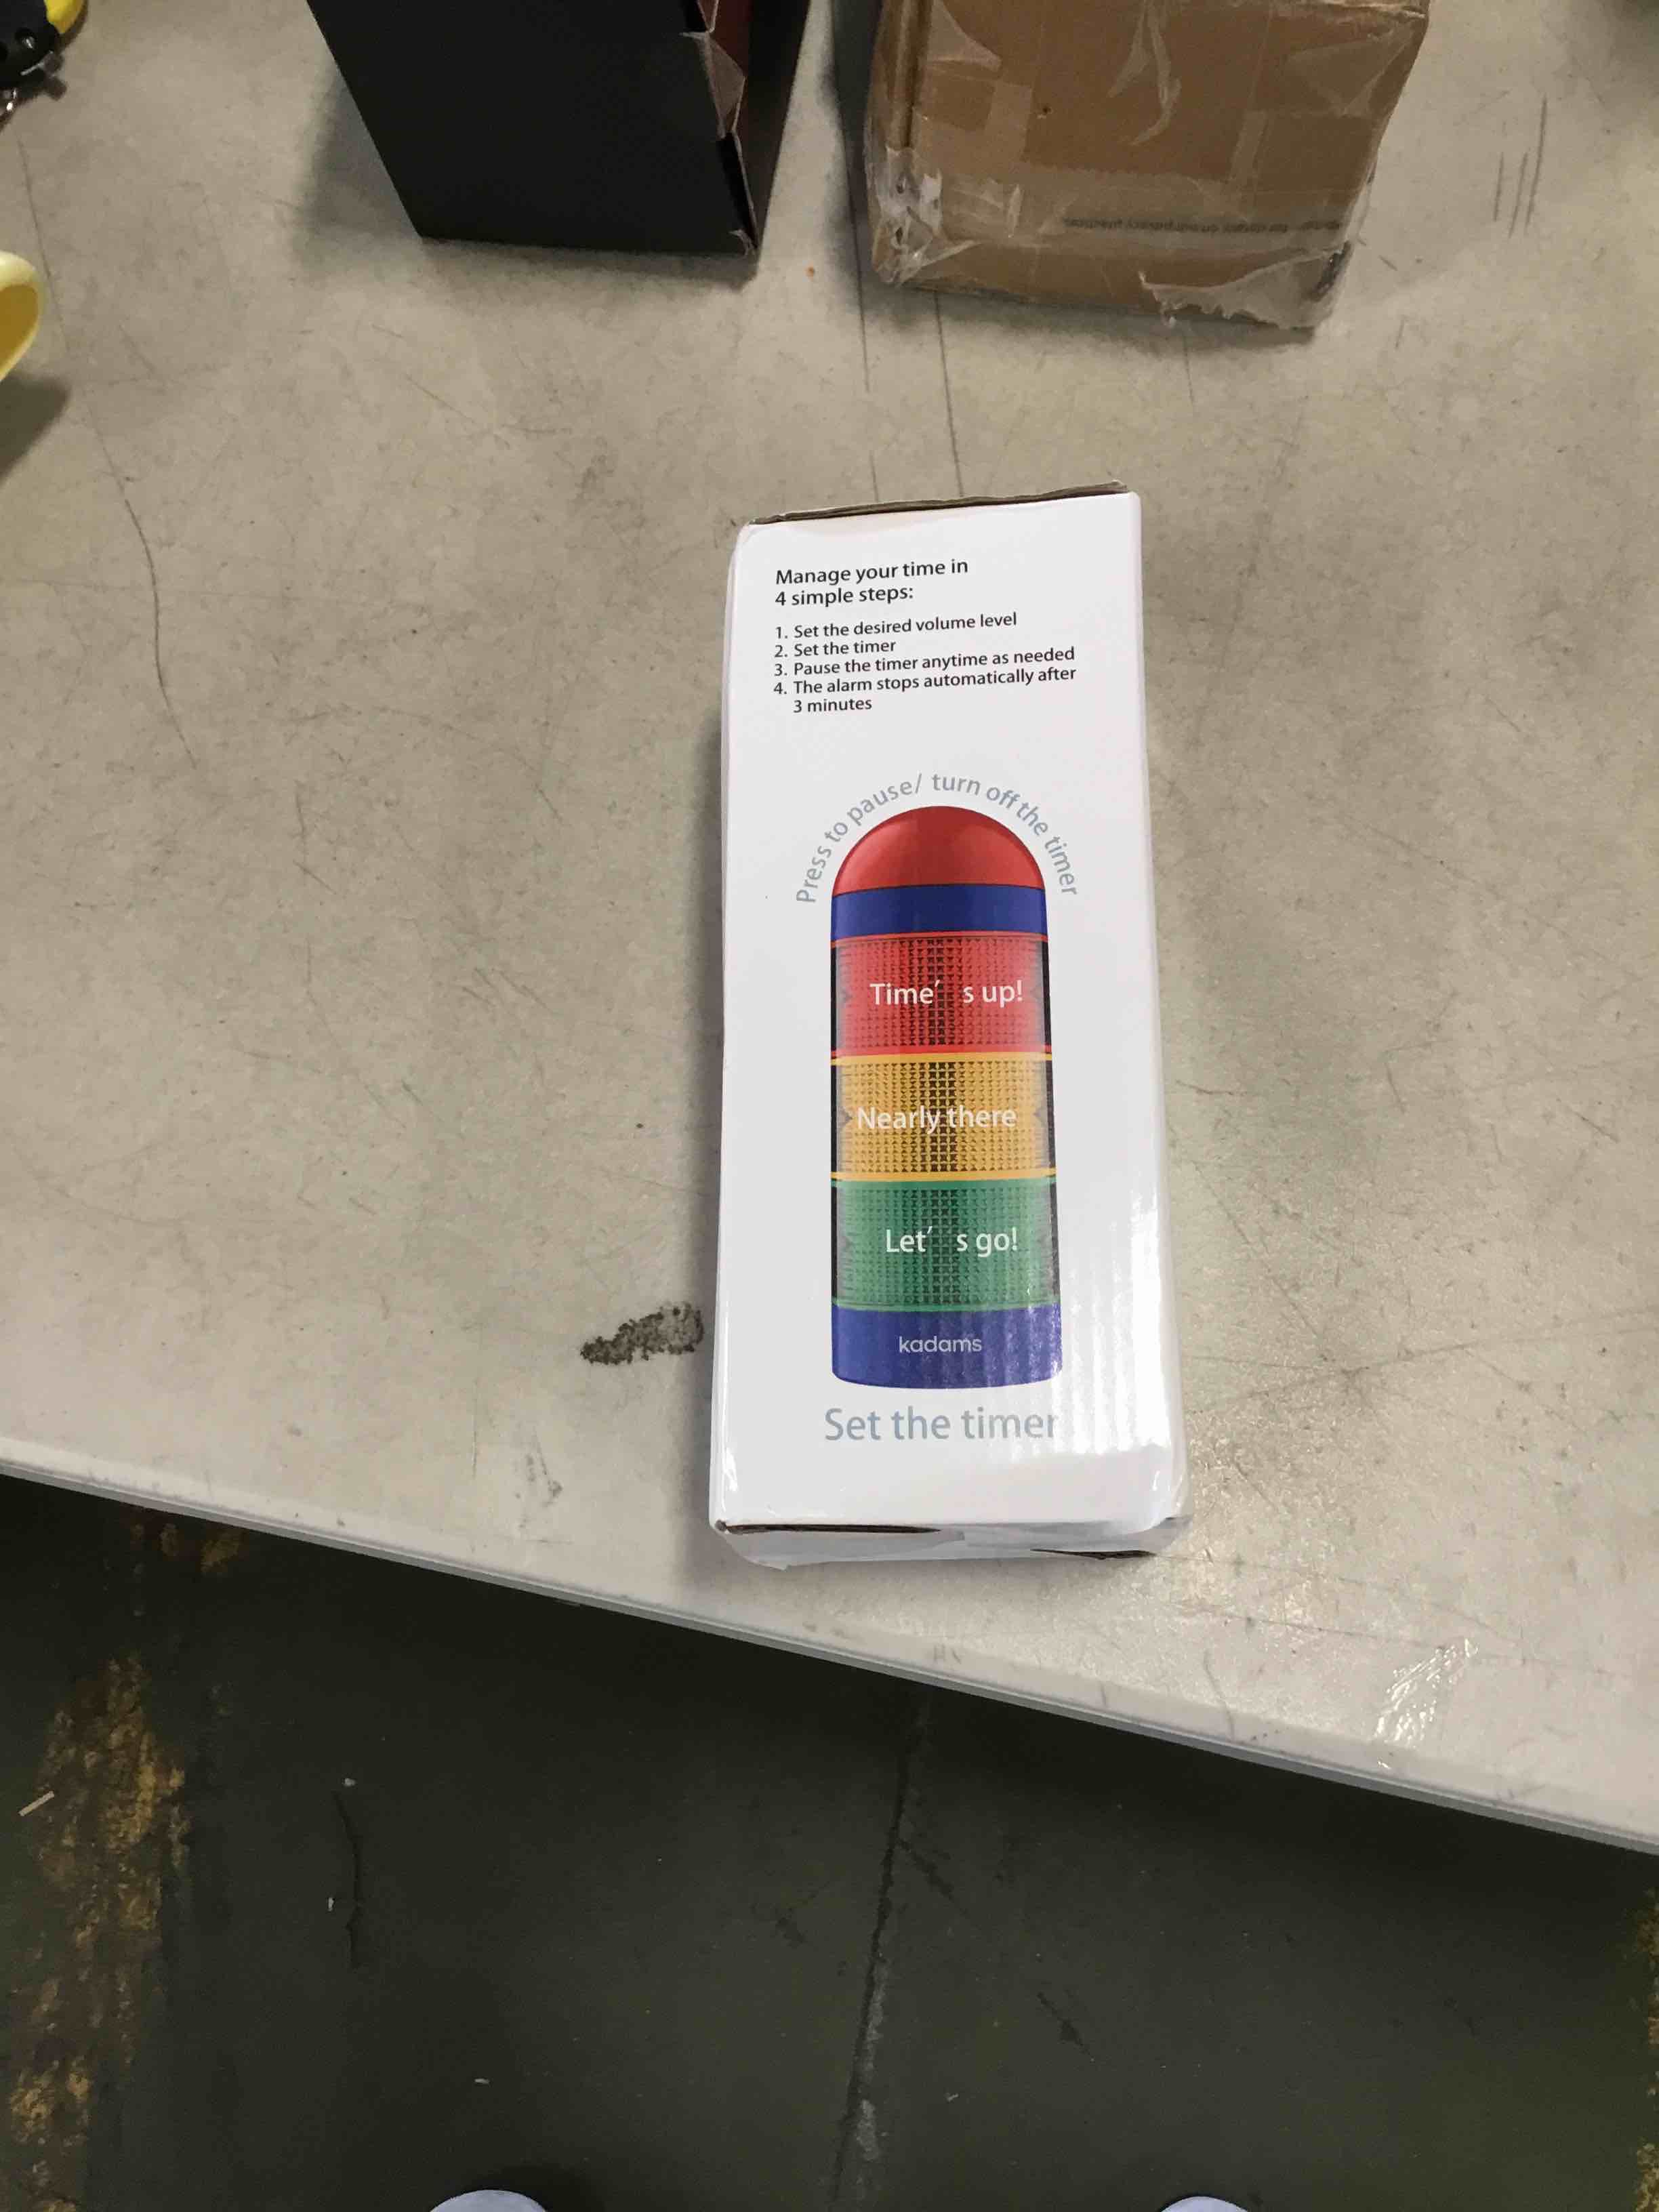 Manage your time in
4 simple steps:
1. Set the desired volume level
2. Set the timer
3. Pause the timer anytime as needed
4. The alarm stops automatically after
3 minutes
Press to pause/ turn off the timer
Time´ s up!
Nearly there
Let´ s go!
kadams
Set the timer